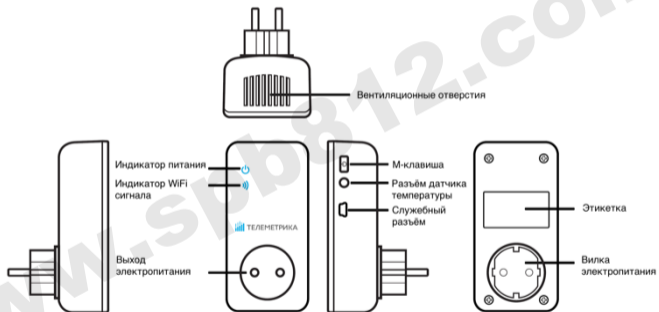 Вентиляционные отверстия
Индикатор питания
Индикатор WiFi
сигнала
ТЕЛЕМЕТРИКА
Выход
электропитания
М-клавиша
Разъём датчика
температуры
Служебный
разъём
Этикетка
Вилка
электропитания
www.spb812.com